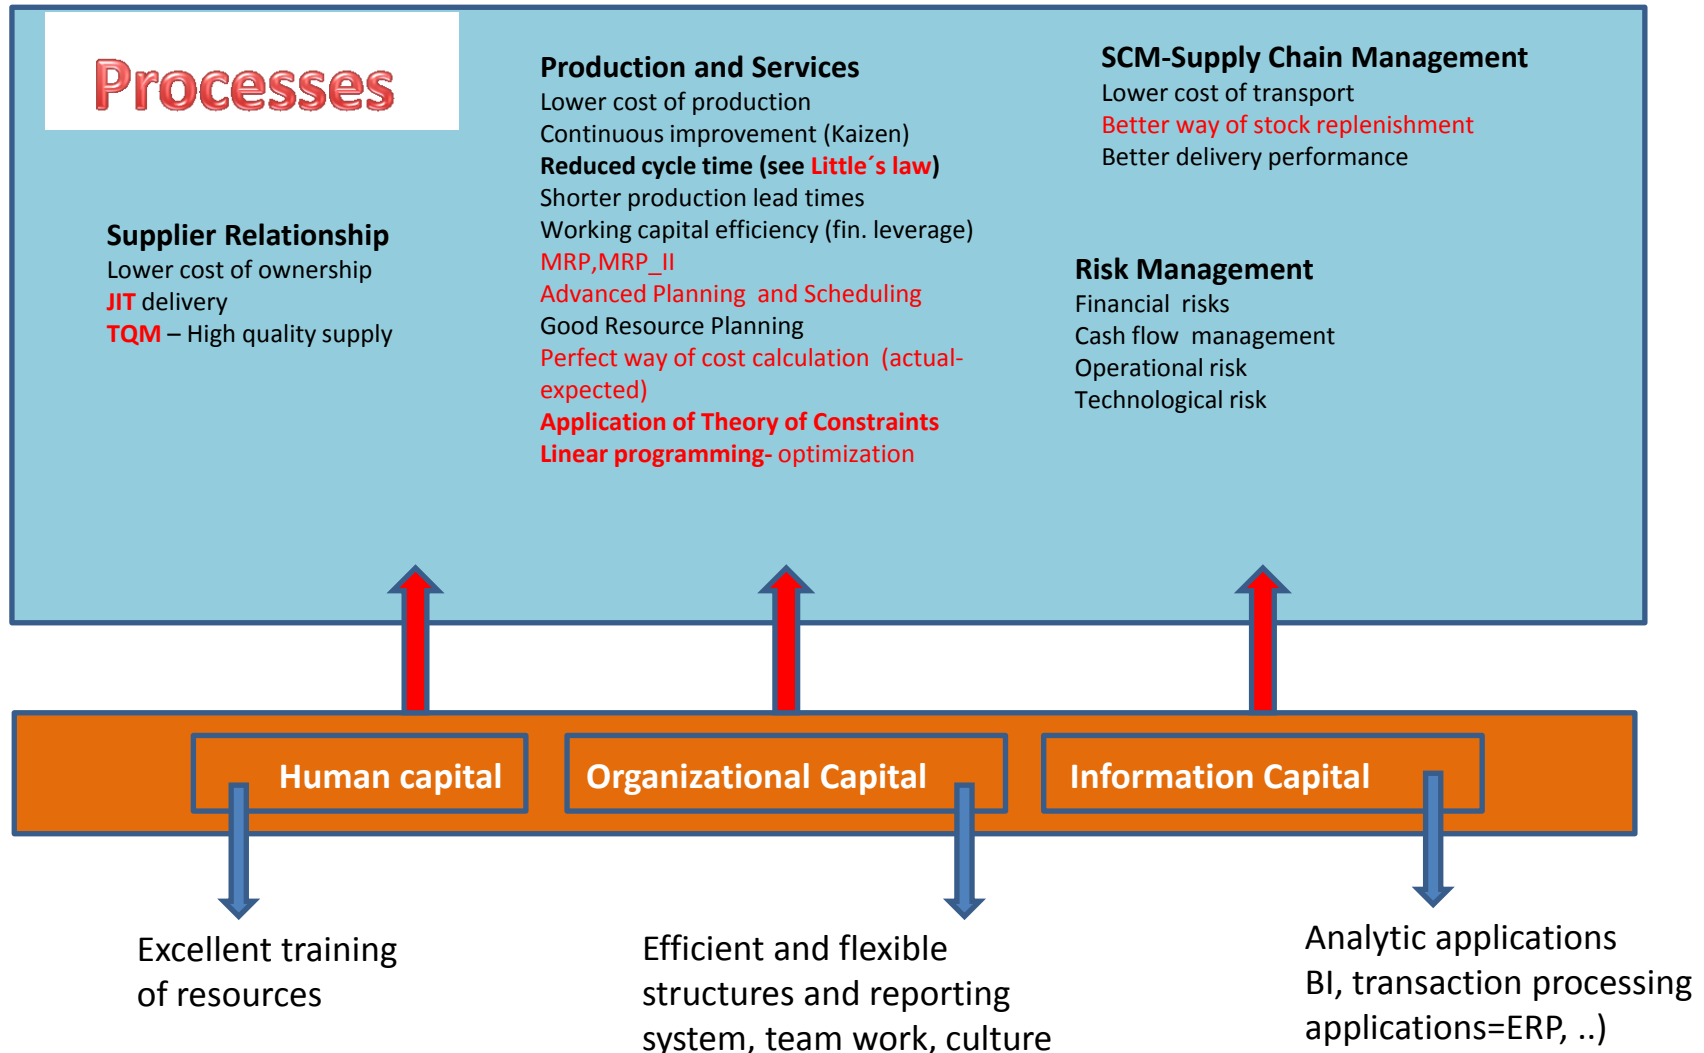 Processes
Supplier Relationship
Lower cost of ownership
JIT delivery
TQM – High quality supply
Production and Services
Lower cost of production
Continuous improvement (Kaizen)
Reduced cycle time (see Little´s law)
Shorter production lead times
Working capital efficiency (fin. leverage)
MRP,MRP_II
Advanced Planning and Scheduling
Good Resource Planning
Perfect way of cost calculation (actual-
expected)
Application of Theory of Constraints
Linear programming- optimization
SCM-Supply Chain Management
Lower cost of transport
Better way of stock replenishment
Better delivery performance
Risk Management
Financial risks
Cash flow management
Operational risk
Technological risk
Human capital
Organizational Capital
Information Capital
Excellent training
of resources
Efficient and flexible
structures and reporting
system, team work, culture
Analytic applications
BI, transaction processing
applications=ERP, ..)